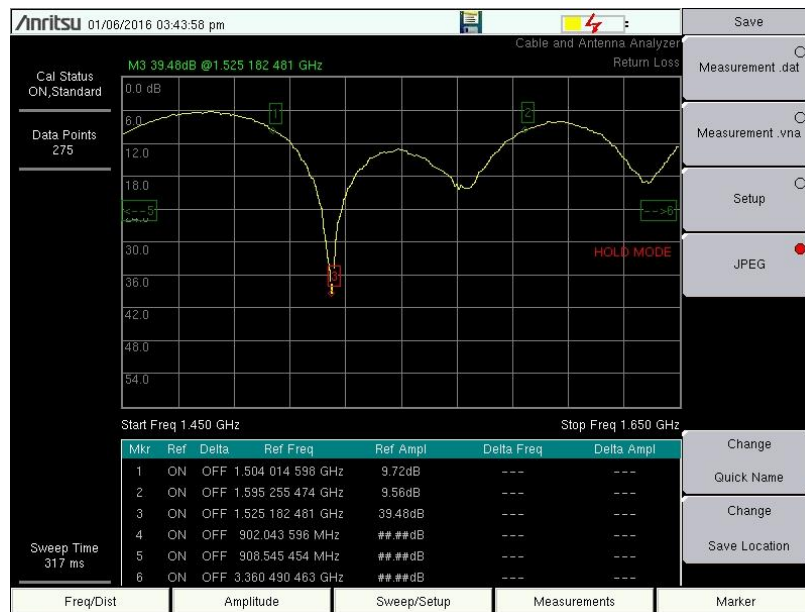 Anritsu 01/06/2016 03:43:58 pm
Save
Cable and Antenna Analyzer
Return Loss
M3 39.48dB @1.525 182 481 GHz
Cal Status
ON,Standard
Data Points
275
0.0 dB
6.0
12.0
18.0
24.0
30.0
36.0
42.0
48.0
54.0
1
2
3
<--5
-->6
HOLD MODE
Start Freq 1.450 GHz
Stop Freq 1.650 GHz
Mkr Ref Delta Ref Freq Ref Ampl Delta Freq Delta Ampl
1 ON OFF 1.504 014 598 GHz 9.72dB --- ---
2 ON OFF 1.595 255 474 GHz 9.56dB --- ---
3 ON OFF 1.525 182 481 GHz 39.48dB --- ---
4 ON OFF 902.043 596 MHz ##.##dB --- ---
5 ON OFF 908.545 454 MHz ##.##dB --- ---
6 ON OFF 3.360 490 463 GHz ##.##dB --- ---
Sweep Time
317 ms
Measurement .dat
Measurement .vna
Setup
JPEG
Change
Quick Name
Change
Save Location
Freq/Dist
Amplitude
Sweep/Setup
Measurements
Marker